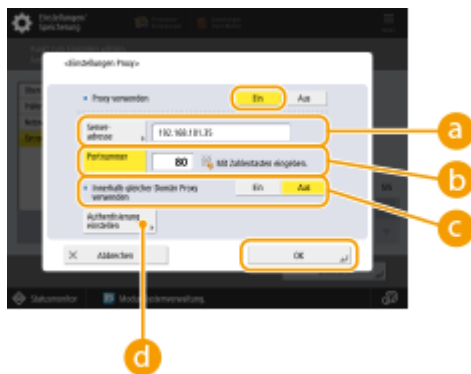 Einstellungen/
Speicherung
<Einstellungen Proxy>
Proxy verwenden
Ein
Aus
Server-
adresse
192.168.101.35
a
Portnummer
80
Mit Zahlentasten eingeben.
b
Innerhalb gleicher Domän Proxy
verwenden
Ein
Aus
c
Authentisierung
einstellen
Abbrechen
OK
Statusmonitor
d